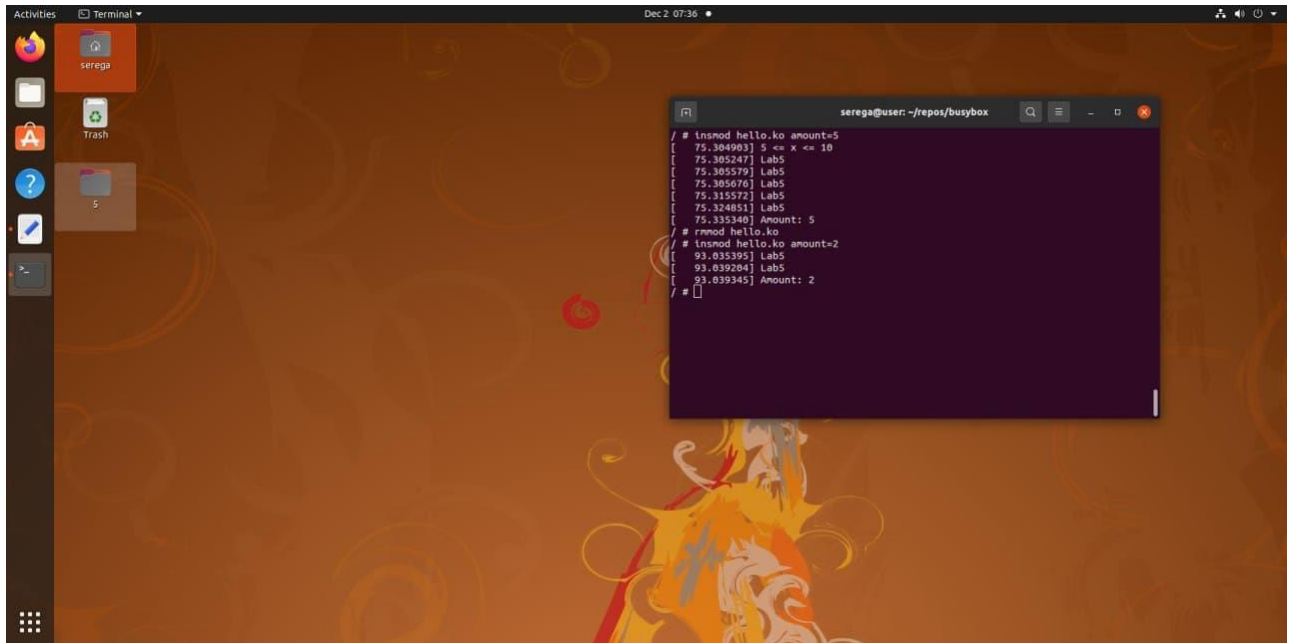 Activities
Terminal
Dec 2 07:36
serega
Trash
5
serega@user: ~/repos/busybox
/ # insmod hello.ko amount=5
[   75.304903] 5 <= x <= 10
[   75.305247] Lab5
[   75.305579] Lab5
[   75.305676] Lab5
[   75.315572] Lab5
[   75.324851] Lab5
[   75.335340] Amount: 5
/ # rmmod hello.ko
/ # insmod hello.ko amount=2
[   93.035395] Lab5
[   93.039204] Lab5
[   93.039345] Amount: 2
/ #